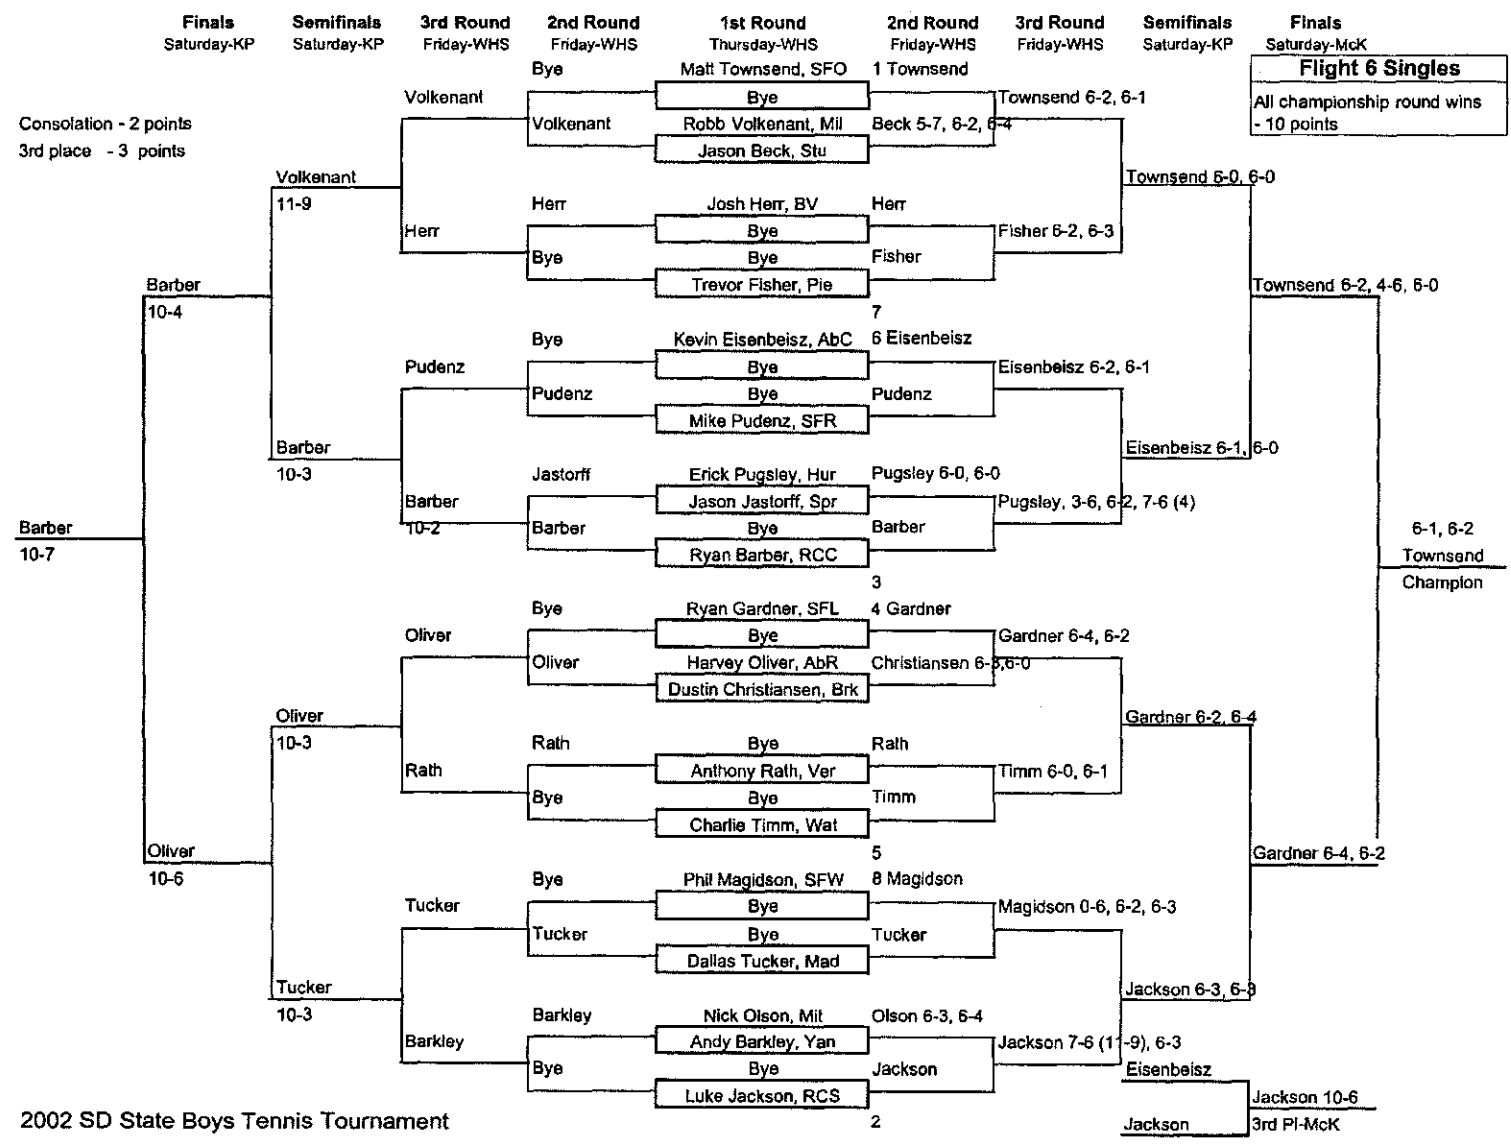 Finals Semifinals 3rd Round 2nd Round 1st Round 2nd Round 3rd Round Semifinals Finals
Saturday-KP Saturday-KP Friday-WHS Friday-WHS Thursday-WHS Friday-WHS Friday-WHS Saturday-KP Saturday-McK
Flight 6 Singles
All championship round wins
- 10 points
Consolation - 2 points
3rd place - 3 points
Bye Matt Townsend, SFO 1 Townsend
Volkenant Bye Townsend 6-2, 6-1
Volkenant Robb Volkenant, Mil Beck 5-7, 6-2, 6-4
Jason Beck, Stu
Volkenant Townsend 6-0, 6-0
11-9
Herr Josh Herr, BV Herr
Herr Bye Fisher 6-2, 6-3
Bye Bye Fisher
Barber Trevor Fisher, Pie Townsend 6-2, 4-6, 6-0
10-4 7
Bye Kevin Eisenbeisz, AbC 6 Eisenbeisz
Pudenz Bye Eisenbeisz 6-2, 6-1
Pudenz Bye Pudenz
Mike Pudenz, SFR
Barber Eisenbeisz 6-1, 6-0
10-3
Jastorff Erick Pugsley, Hur Pugsley 6-0, 6-0
Barber Jason Jastorff, Spr Pugsley, 3-6, 6-2, 7-6 (4)
10-2 Barber Bye Barber
Barber 6-1, 6-2
10-7 Ryan Barber, RCC Townsend
3 Champion
Bye Ryan Gardner, SFL 4 Gardner
Oliver Bye Gardner 6-4, 6-2
Oliver Harvey Oliver, AbR Christiansen 6-3,6-0
Dustin Christiansen, Brk
Oliver Gardner 6-2, 6-4
10-3
Rath Bye Rath
Rath Anthony Rath, Ver Timm 6-0, 6-1
Bye Bye Timm
Charlie Timm, Wat
Oliver 5 Gardner 6-4, 6-2
10-6
Bye Phil Magidson, SFW 8 Magidson
Tucker Bye Magidson 0-6, 6-2, 6-3
Tucker Bye Tucker
Dallas Tucker, Mad
Tucker Jackson 6-3, 6-3
10-3
Barkley Nick Olson, Mit Olson 6-3, 6-4
Barkley Andy Barkley, Yan Jackson 7-6 (11-9), 6-3
Bye Bye Jackson Eisenbeisz
Luke Jackson, RCS Jackson 10-6
2002 SD State Boys Tennis Tournament 2 Jackson 3rd Pl-McK